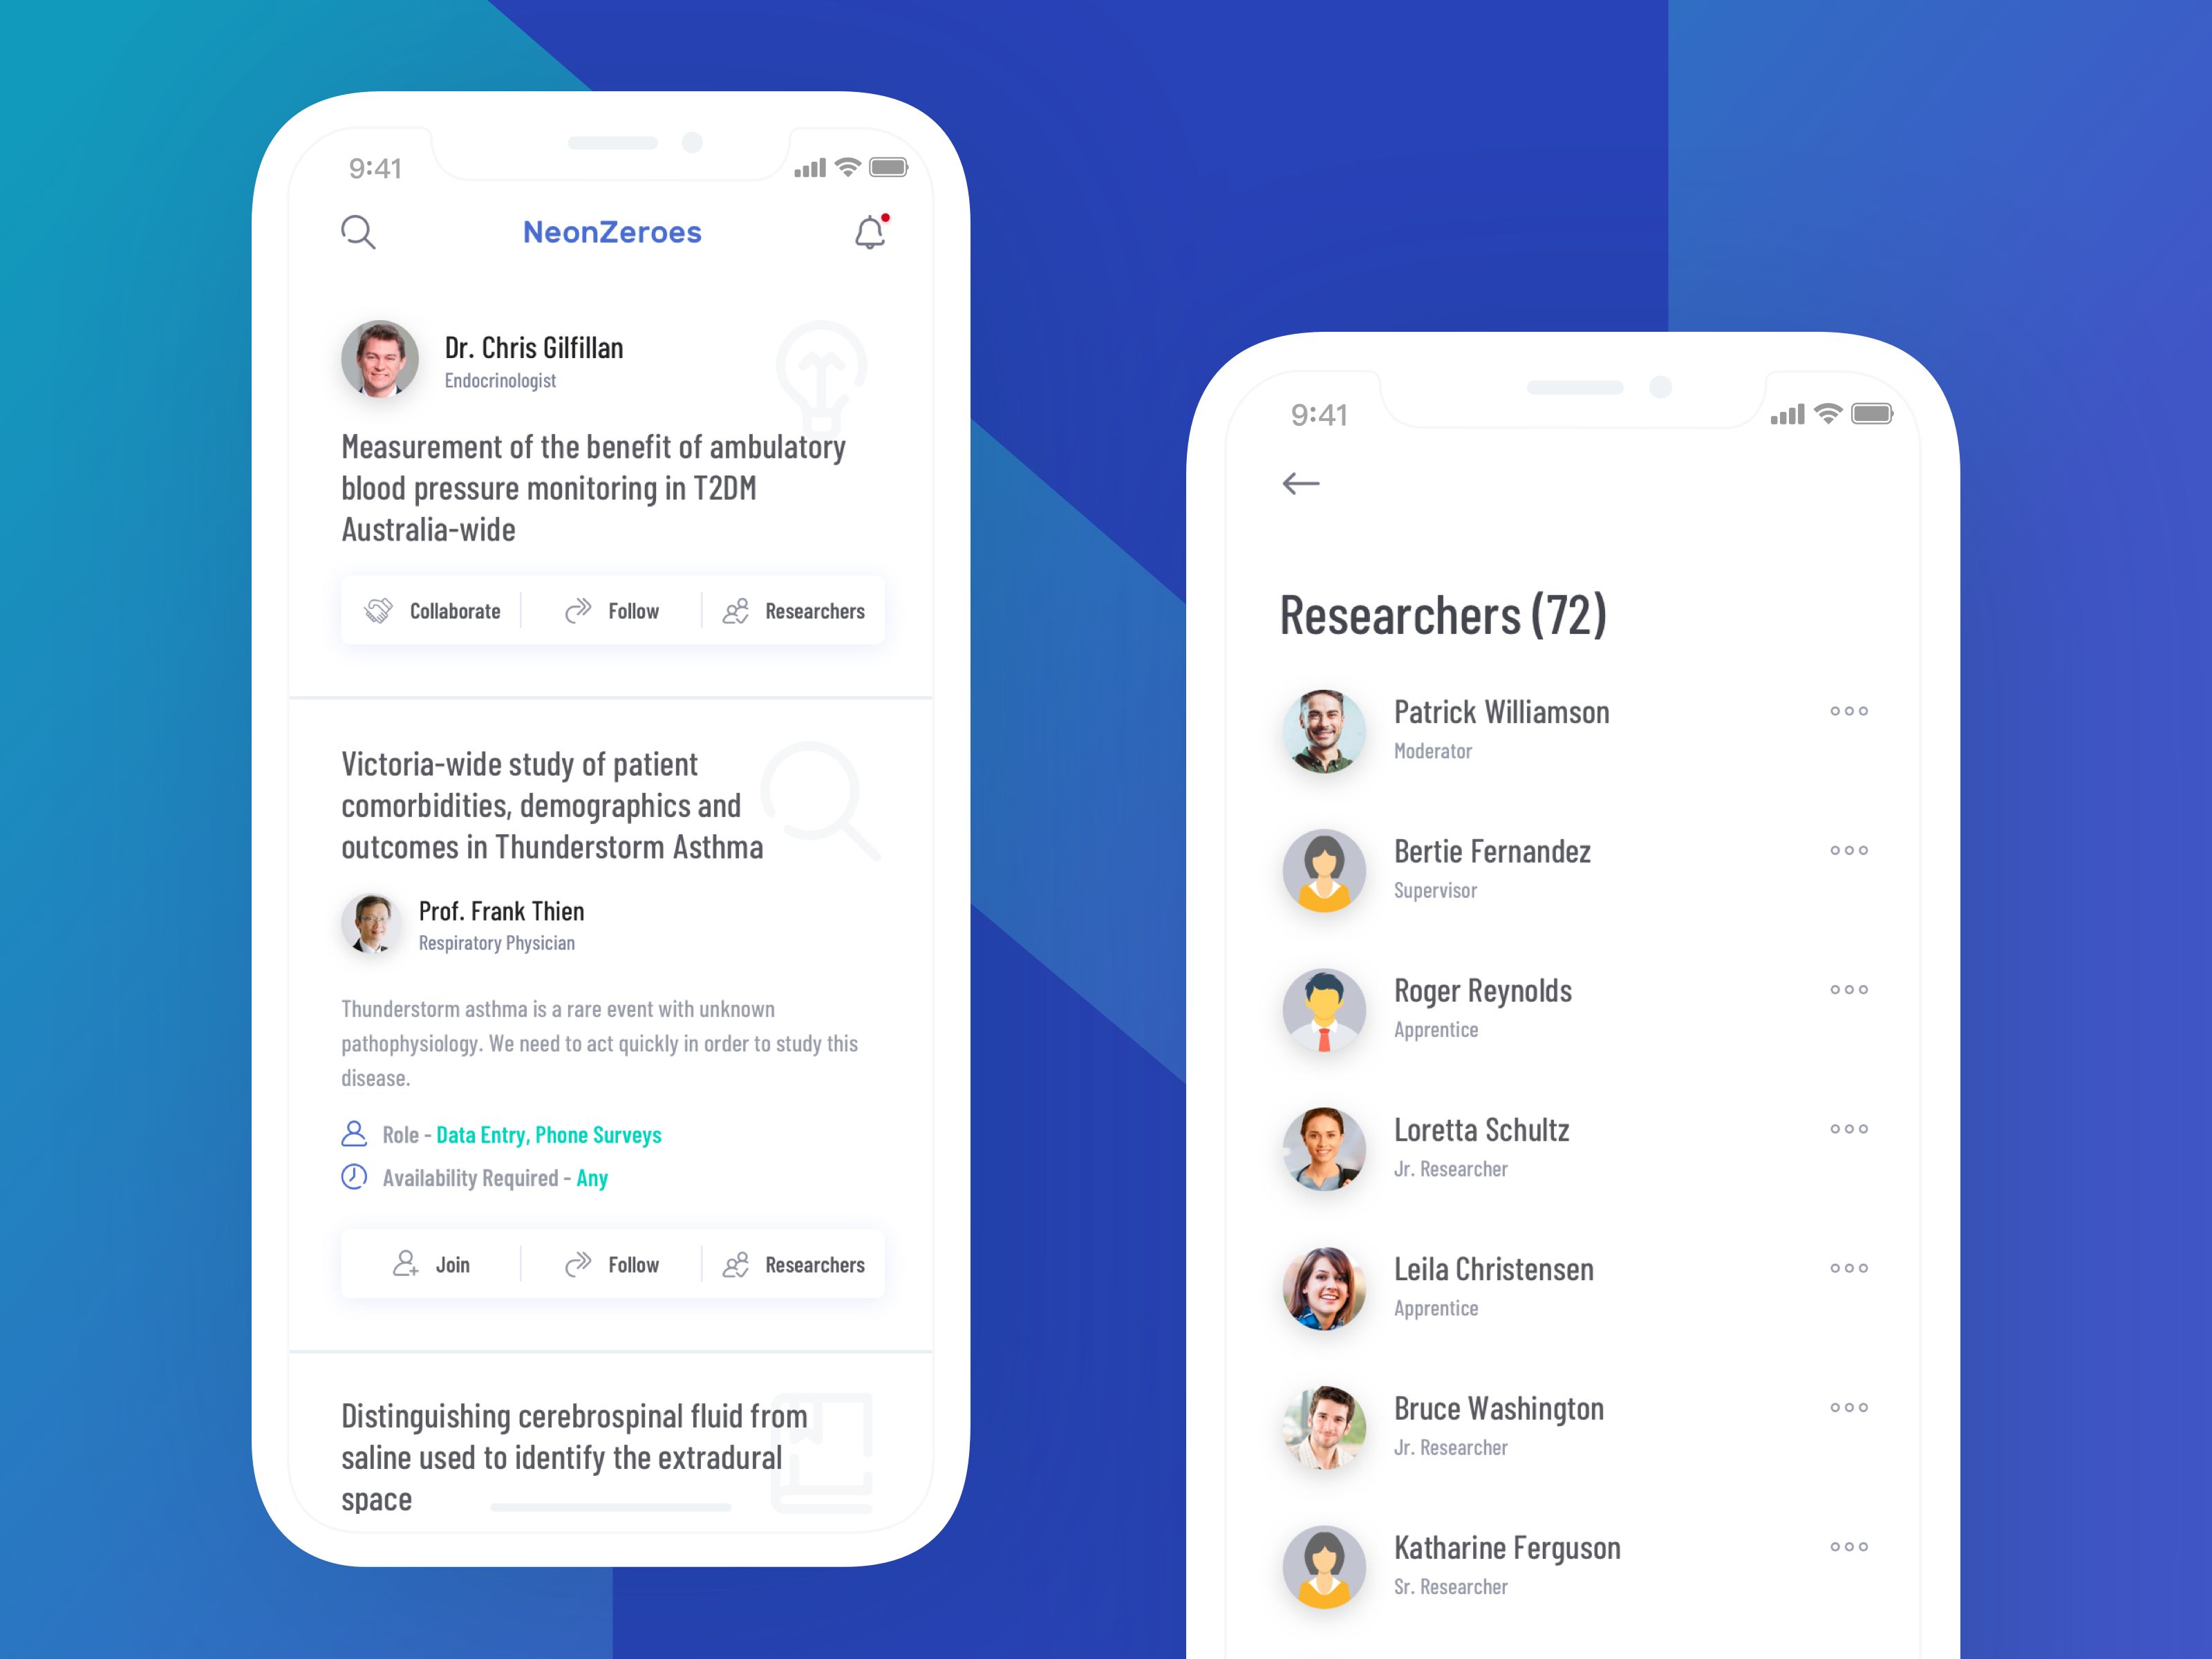 9:41
NeonZeroes
Dr. Chris Gilfillan
Endocrinologist
Measurement of the benefit of ambulatory
blood pressure monitoring in T2DM
Australia-wide
Collaborate
Follow
Researchers
Victoria-wide study of patient
comorbidities, demographics and
outcomes in Thunderstorm Asthma
Prof. Frank Thien
Respiratory Physician
Thunderstorm asthma is a rare event with unknown
pathophysiology. We need to act quickly in order to study this
disease.
Role - Data Entry, Phone Surveys
Availability Required - Any
Join
Follow
Researchers
Distinguishing cerebrospinal fluid from
saline used to identify the extradural
space
9:41
Researchers (72)
Patrick Williamson
Moderator
Bertie Fernandez
Supervisor
Roger Reynolds
Apprentice
Loretta Schultz
Jr. Researcher
Leila Christensen
Apprentice
Bruce Washington
Jr. Researcher
Katharine Ferguson
Sr. Researcher